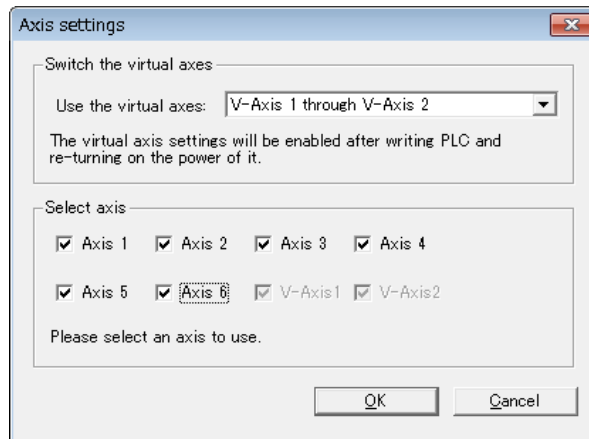 Axis settings
Switch the virtual axes
Use the virtual axes: V-Axis 1 through V-Axis 2
The virtual axis settings will be enabled after writing PLC and
re-turning on the power of it.
Select axis
Axis 1 Axis 2 Axis 3 Axis 4
Axis 5 Axis 6 V-Axis1 V-Axis2
Please select an axis to use.
OK Cancel